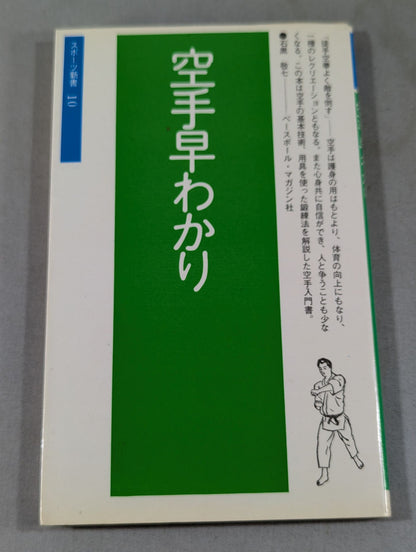 スポーツ新書 10
空手早わかり
「徒手空拳よく敵を倒す」――空手は護身の用はもとより、体育の向上にもなり、
一種のレクリエーションともなる。また心身共に自信ができ、人と争うことも少な
くなる。この本は空手の基本技術、用具を使った鍛練法を解説した空手入門書。
●石黒 敬七―――ベースボール・マガジン社